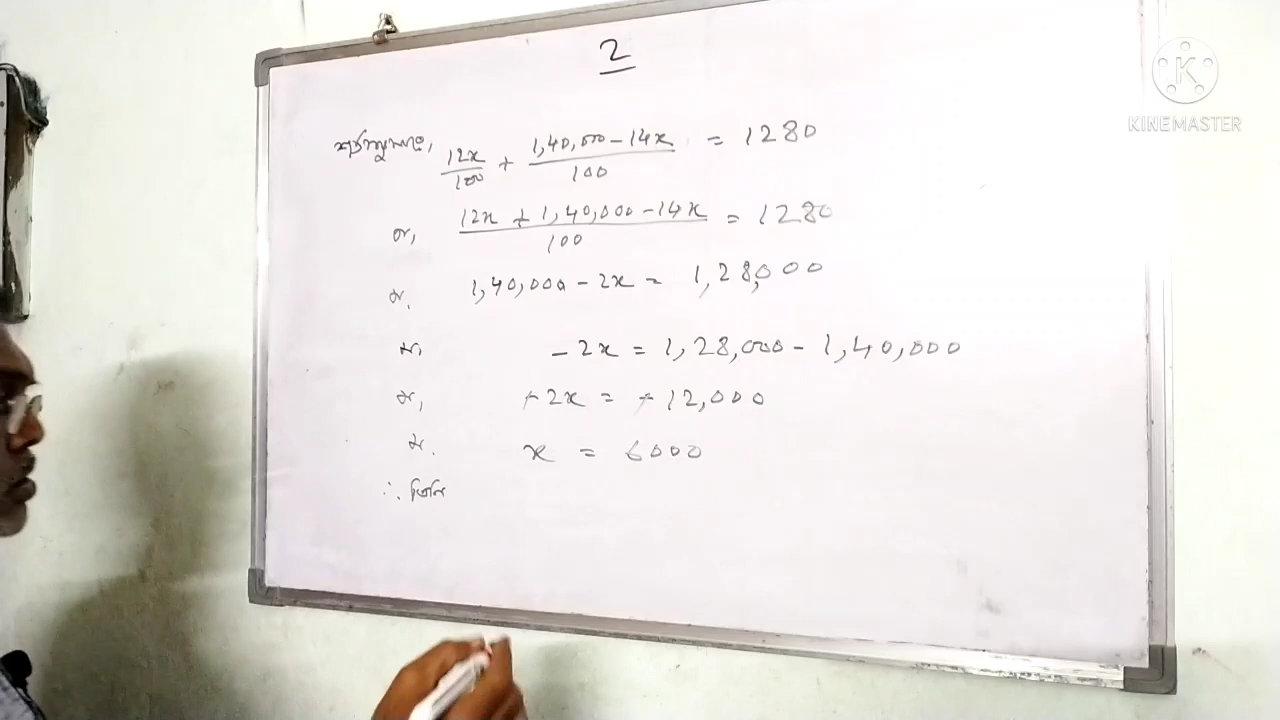 2
K
KINEMASTER
শর্তানুসারে, 12x/100 + 1,40,000 - 14x/100 = 1280
বা, 12x + 1,40,000 - 14x/100 = 1280
বা, 1,40,000 - 2x = 1,28,000
বা, - 2x = 1,28,000 - 1,40,000
বা, - 2x = - 12,000
বা, x = 6000
∴ তিনি